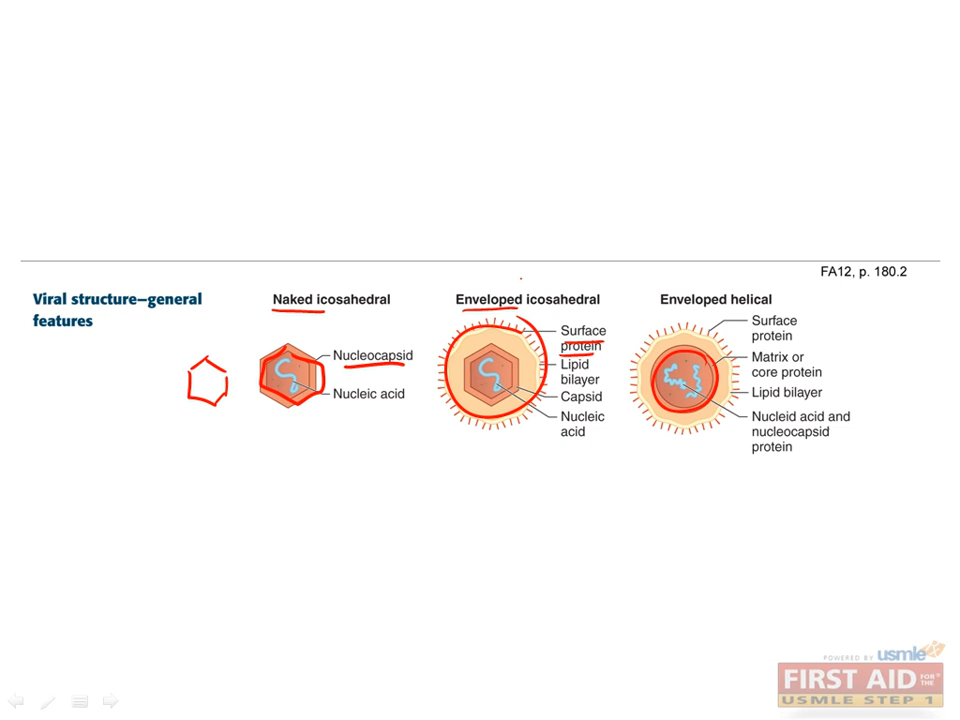 FA12, p. 180.2
Viral structure—general
features
Naked icosahedral
Nucleocapsid
Nucleic acid
Enveloped icosahedral
Surface
protein
Lipid
bilayer
Capsid
Nucleic
acid
Enveloped helical
Surface
protein
Matrix or
core protein
Lipid bilayer
Nucleid acid and
nucleocapsid
protein
POWERED BY usmle
FIRST AID FOR THE
USMLE STEP 1